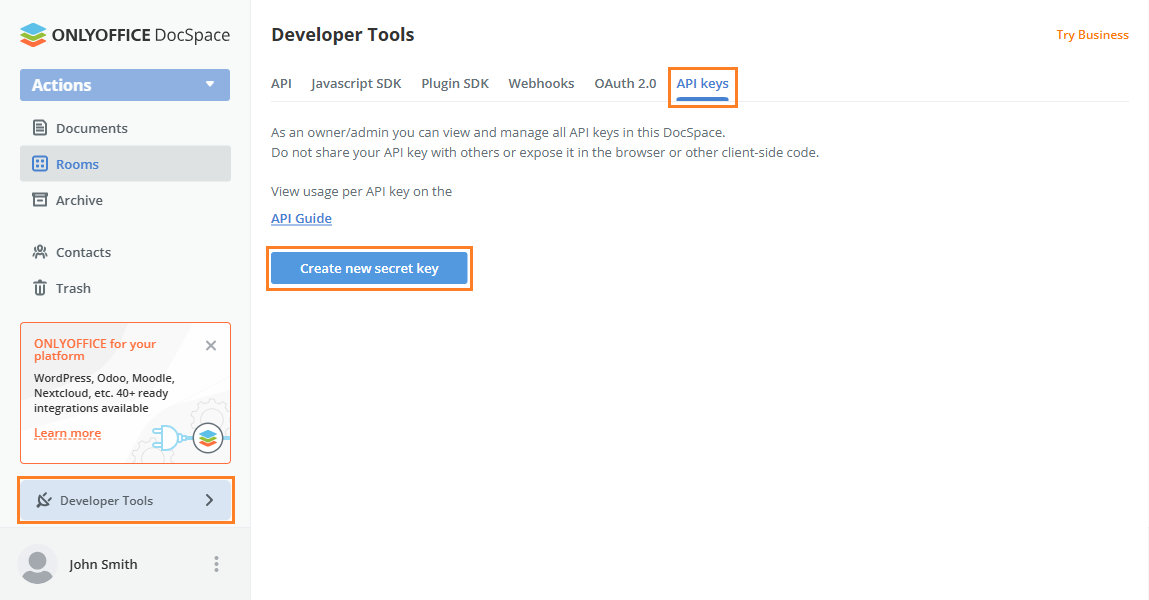 ONLYOFFICE DocSpace
Actions
Documents
Rooms
Archive
Contacts
Trash
ONLYOFFICE for your
platform
WordPress, Odoo, Moodle,
Nextcloud, etc. 40+ ready
integrations available
Learn more
Developer Tools
John Smith
Developer Tools
Try Business
API
Javascript SDK
Plugin SDK
Webhooks
OAuth 2.0
API keys
As an owner/admin you can view and manage all API keys in this DocSpace.
Do not share your API key with others or expose it in the browser or other client-side code.
View usage per API key on the
API Guide
Create new secret key